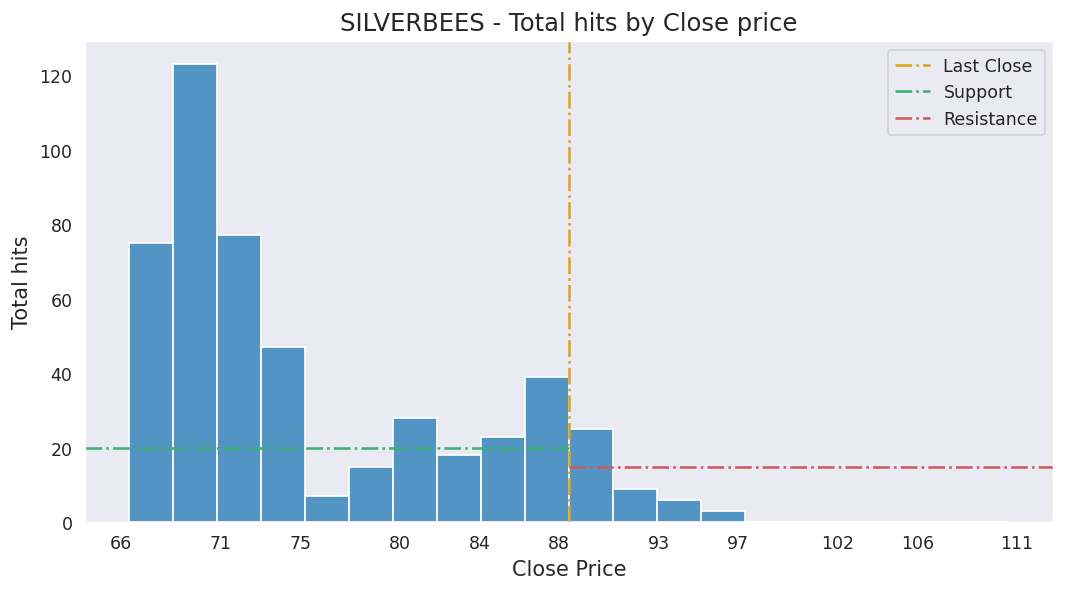 SILVERBEES - Total hits by Close price
Last Close
Support
Resistance
Total hits
120
100
80
60
40
20
0
66 71 75 80 84 88 93 97 102 106 111
Close Price